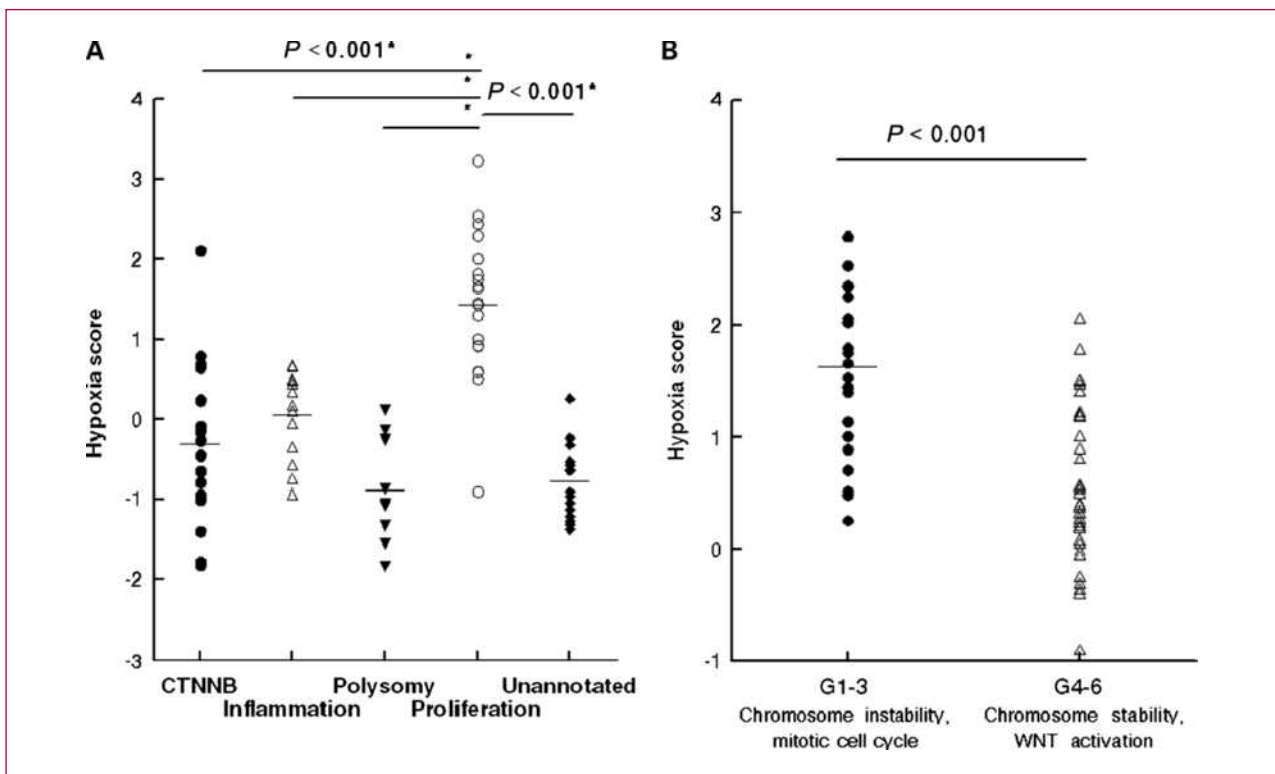 A
P < 0.001*
*
*
*
P < 0.001*
4
3
2
1
0
-1
-2
-3
Hypoxia score
CTNNB
Inflammation
Polysomy
Proliferation
Unannotated
B
P < 0.001
4
3
2
1
0
-1
Hypoxia score
G1-3
Chromosome instability,
mitotic cell cycle
G4-6
Chromosome stability,
WNT activation